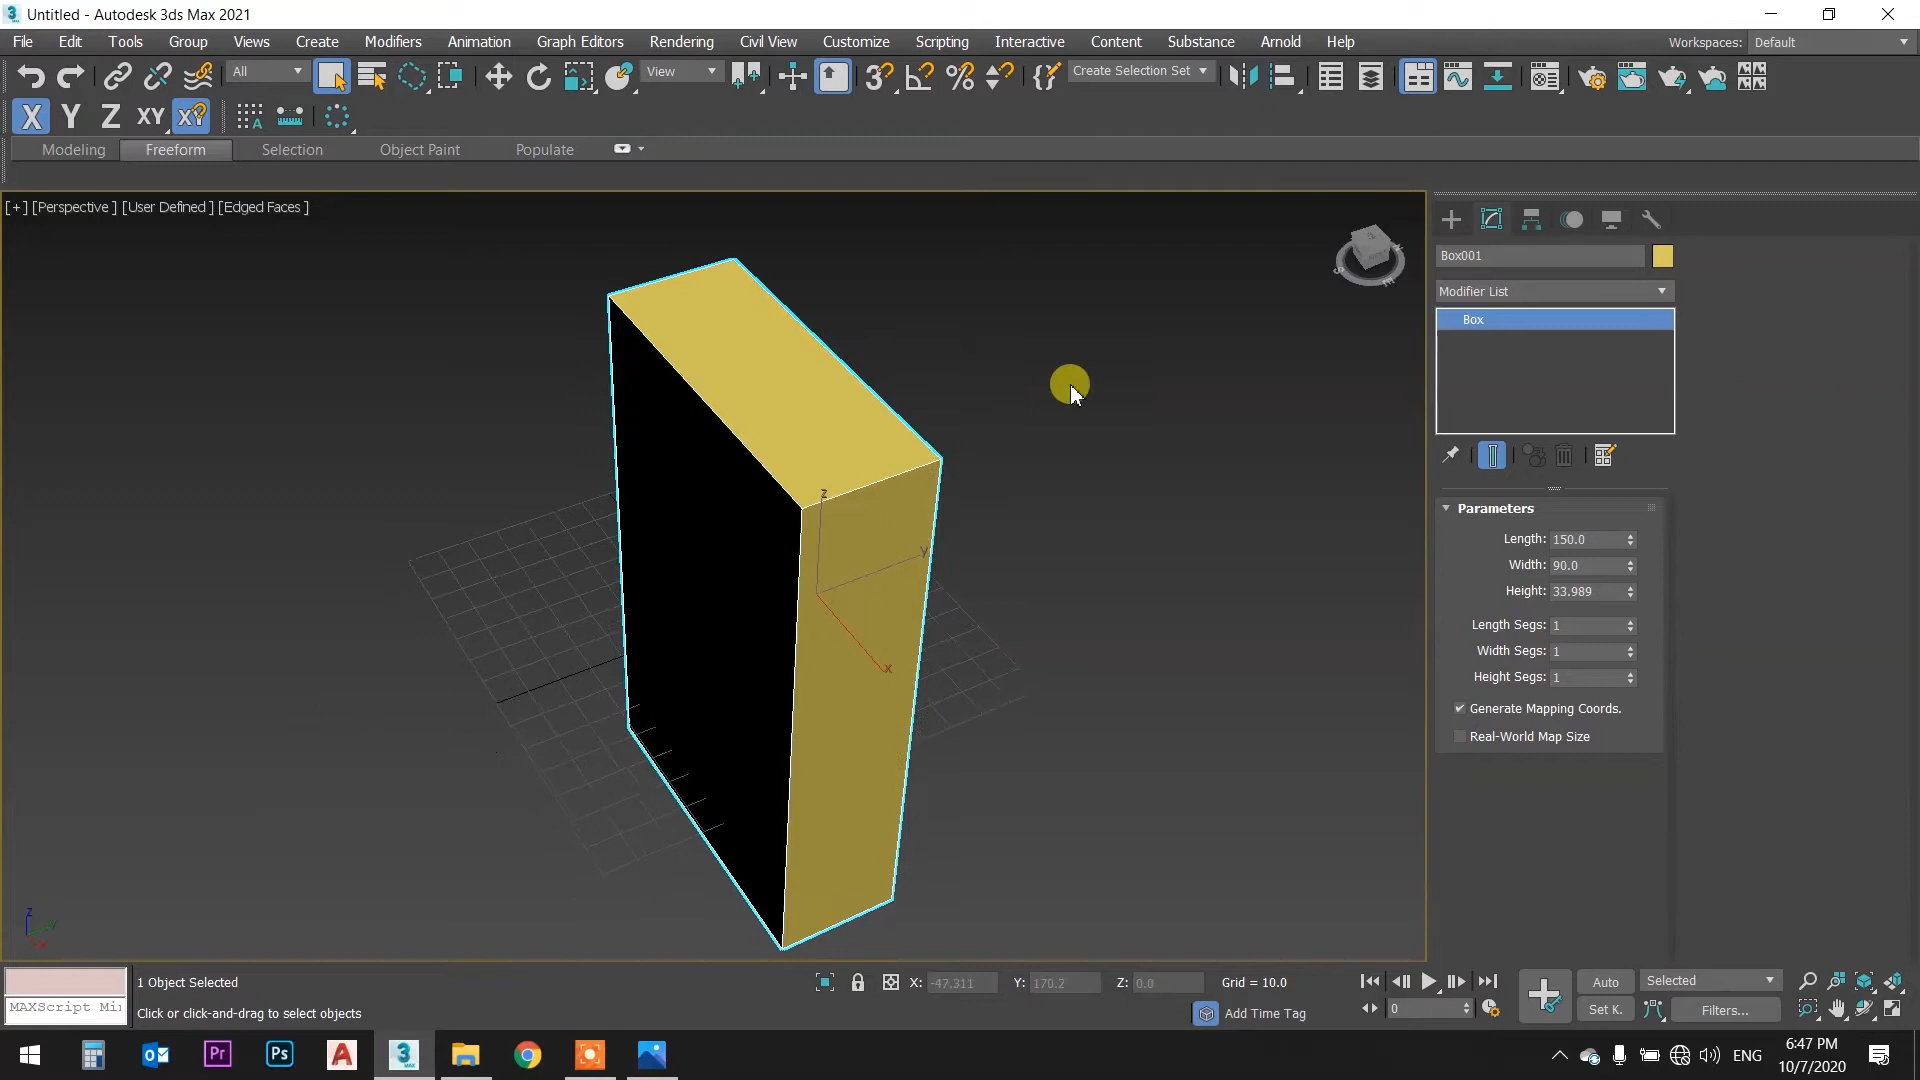 Untitled - Autodesk 3ds Max 2021
File Edit Tools Group Views Create Modifiers Animation Graph Editors Rendering Civil View Customize Scripting Interactive Content Substance Arnold Help Workspaces: Default
All View Create Selection Set
X Y Z XY XY
Modeling Freeform Selection Object Paint Populate
[+] [Perspective ] [User Defined ] [Edged Faces ]
Box001
Modifier List
Box
z
y
x
Parameters
Length: 150.0
Width: 90.0
Height: 33.989
Length Segs: 1
Width Segs: 1
Height Segs: 1
Generate Mapping Coords.
Real-World Map Size
z
1 Object Selected X: -47.311 Y: 170.2 Z: 0.0 Grid = 10.0 Auto Selected
MAXScript Mi
Click or click-and-drag to select objects Add Time Tag 0 Set K. Filters...
ENG
6:47 PM
10/7/2020